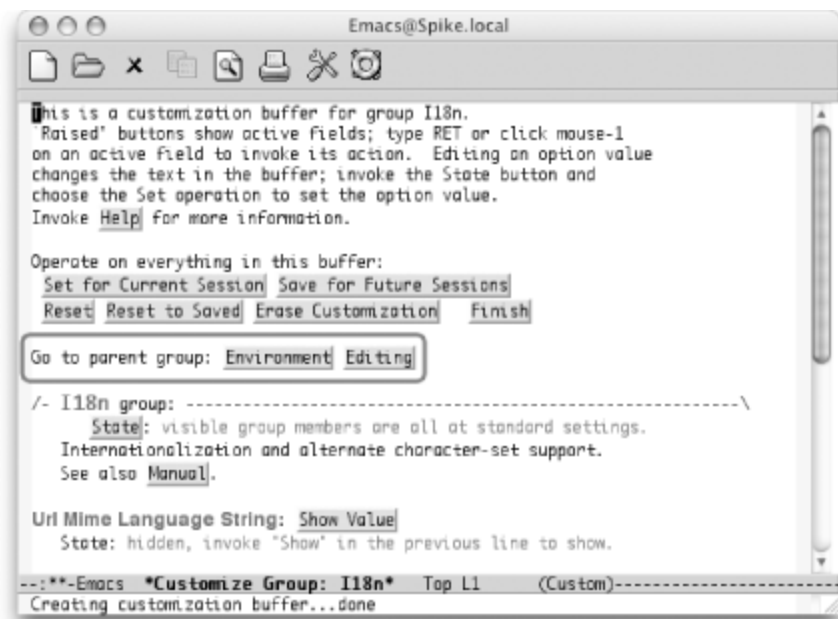 Emacs@Spike.local
This is a customization buffer for group I18n.
`Raised' buttons show active fields; type RET or click mouse-1
on an active field to invoke its action.  Editing an option value
changes the text in the buffer; invoke the State button and
choose the Set operation to set the option value.
Invoke Help for more information.
Operate on everything in this buffer:
Set for Current Session Save for Future Sessions
Reset Reset to Saved Erase Customization Finish
Go to parent group: Environment Editing
/- I18n group: ---------------------------------------------------------\
State: visible group members are all at standard settings.
Internationalization and alternate character-set support.
See also Manual.
Url Mime Language String: Show Value
State: hidden, invoke "Show" in the previous line to show.
--:**-Emacs *Customize Group: I18n* Top L1 (Custom)-----------------------
Creating customization buffer...done